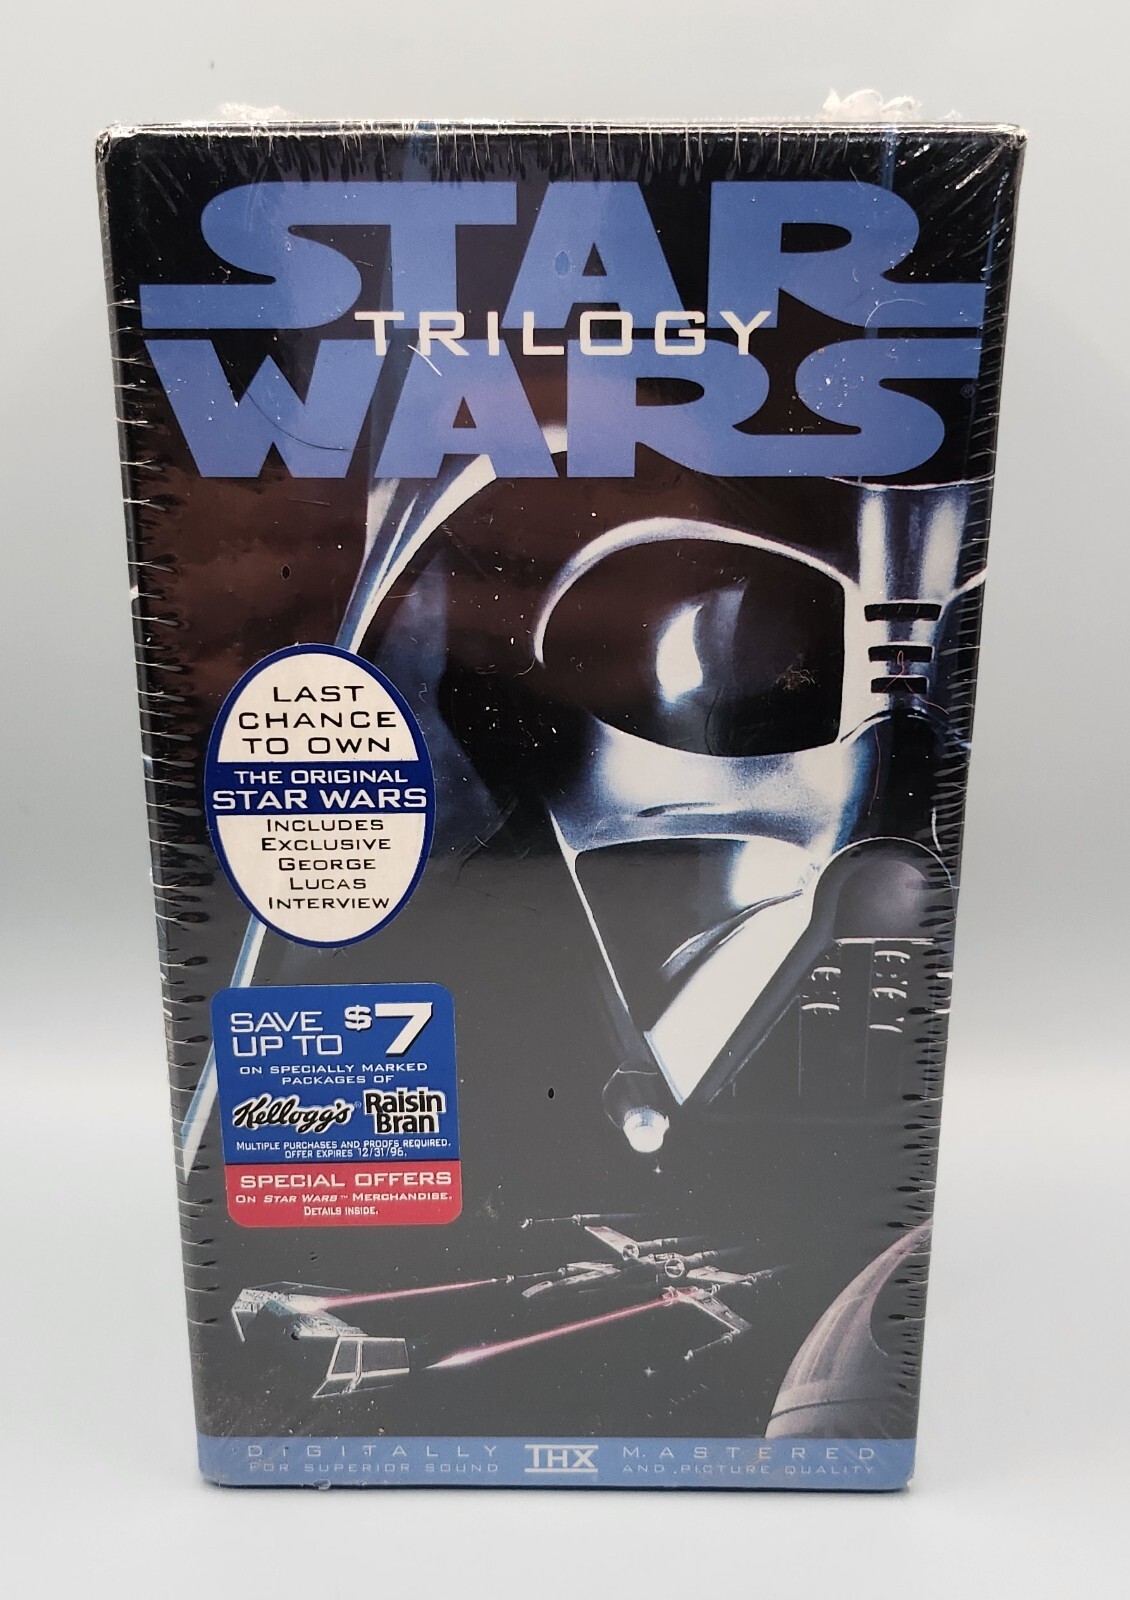 STAR
TRILOGY
WARS®
LAST
CHANCE
TO OWN
THE ORIGINAL
STAR WARS
INCLUDES
EXCLUSIVE
GEORGE
LUCAS
INTERVIEW
SAVE UP TO $7
ON SPECIALLY MARKED
PACKAGES OF
Kellogg's® Raisin Bran
MULTIPLE PURCHASES AND PROOFS REQUIRED.
OFFER EXPIRES 12/31/96.
SPECIAL OFFERS
ON STAR WARS™ MERCHANDISE.
DETAILS INSIDE.
DIGITALLY THX MASTERED
FOR SUPERIOR SOUND AND PICTURE QUALITY